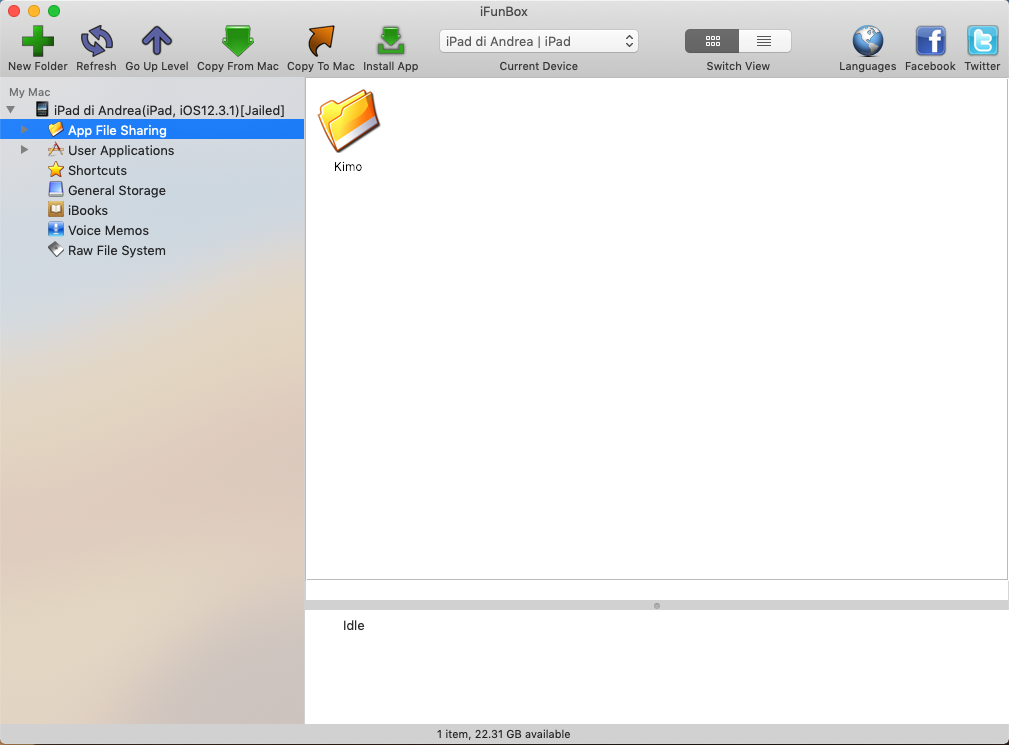 iFunBox
New Folder
Refresh
Go Up Level
Copy From Mac
Copy To Mac
Install App
iPad di Andrea | iPad
Current Device
Switch View
Languages
Facebook
Twitter
My Mac
iPad di Andrea(iPad, iOS12.3.1)[Jailed]
App File Sharing
User Applications
Shortcuts
General Storage
iBooks
Voice Memos
Raw File System
Kimo
Idle
1 item, 22.31 GB available